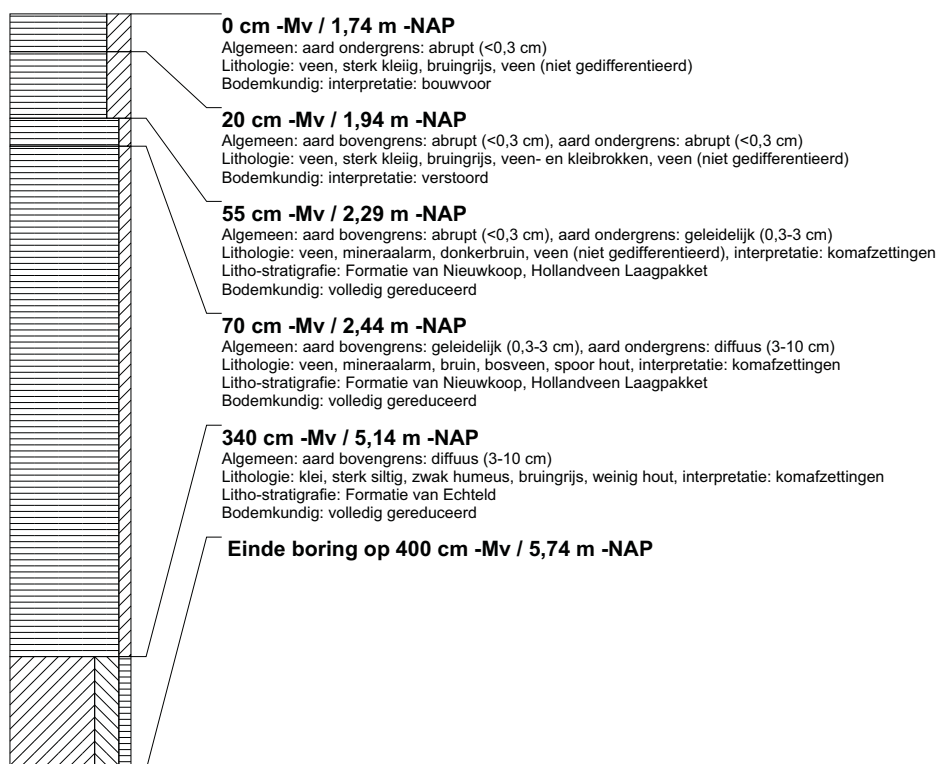 0 cm -Mv / 1,74 m -NAP
Algemeen: aard ondergrens: abrupt (<0,3 cm)
Lithologie: veen, sterk kleiig, bruingrijs, veen (niet gedifferentieerd)
Bodemkundig: interpretatie: bouwvoor
20 cm -Mv / 1,94 m -NAP
Algemeen: aard bovengrens: abrupt (<0,3 cm), aard ondergrens: abrupt (<0,3 cm)
Lithologie: veen, sterk kleiig, bruingrijs, veen- en kleibrokken, veen (niet gedifferentieerd)
Bodemkundig: interpretatie: verstoord
55 cm -Mv / 2,29 m -NAP
Algemeen: aard bovengrens: abrupt (<0,3 cm), aard ondergrens: geleidelijk (0,3-3 cm)
Lithologie: veen, mineraalarm, donkerbruin, veen (niet gedifferentieerd), interpretatie: komafzettingen
Litho-stratigrafie: Formatie van Nieuwkoop, Hollandveen Laagpakket
Bodemkundig: volledig gereduceerd
70 cm -Mv / 2,44 m -NAP
Algemeen: aard bovengrens: geleidelijk (0,3-3 cm), aard ondergrens: diffuus (3-10 cm)
Lithologie: veen, mineraalarm, bruin, bosveen, spoor hout, interpretatie: komafzettingen
Litho-stratigrafie: Formatie van Nieuwkoop, Hollandveen Laagpakket
Bodemkundig: volledig gereduceerd
340 cm -Mv / 5,14 m -NAP
Algemeen: aard bovengrens: diffuus (3-10 cm)
Lithologie: klei, sterk siltig, zwak humeus, bruingrijs, weinig hout, interpretatie: komafzettingen
Litho-stratigrafie: Formatie van Echteld
Bodemkundig: volledig gereduceerd
Einde boring op 400 cm -Mv / 5,74 m -NAP